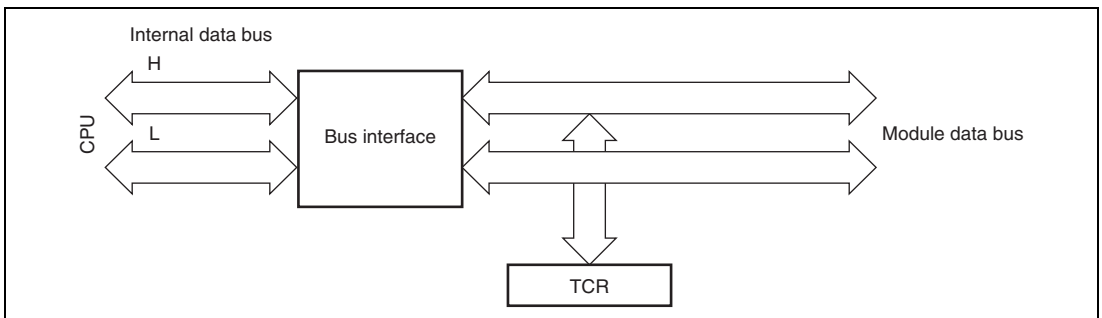 Internal data bus
H
CPU
L
Bus interface
Module data bus
TCR